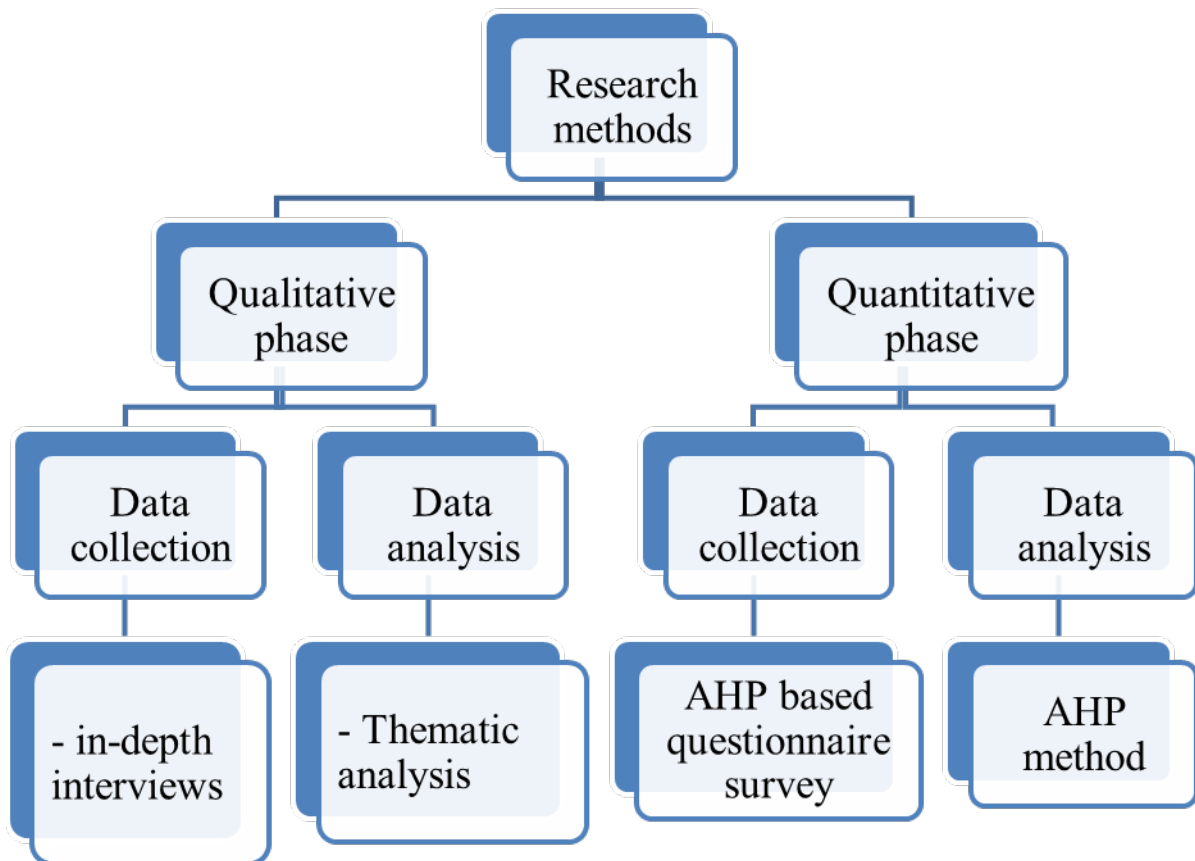 Research
methods
Qualitative
phase
Quantitative
phase
Data
collection
Data
analysis
Data
collection
Data
analysis
- in-depth
interviews
- Thematic
analysis
AHP based
questionnaire
survey
AHP
method